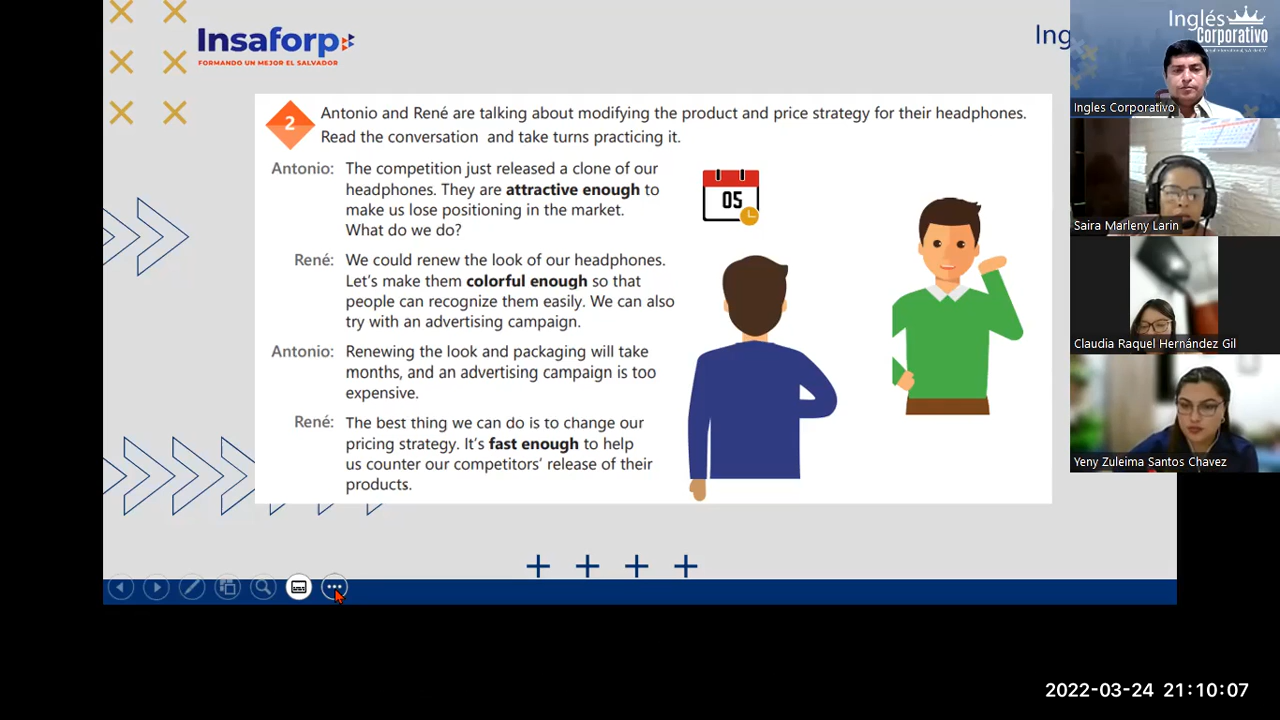 Insaforp
FORMANDO UN MEJOR EL SALVADOR
Ing
Inglés
Corporativo
Ingles Corporativo
Saira Marleny Larin
Claudia Raquel Hernández Gil
Yeny Zuleima Santos Chavez
2
Antonio and René are talking about modifying the product and price strategy for their headphones.
Read the conversation and take turns practicing it.
Antonio: The competition just released a clone of our
headphones. They are attractive enough to
make us lose positioning in the market.
What do we do?
René: We could renew the look of our headphones.
Let's make them colorful enough so that
people can recognize them easily. We can also
try with an advertising campaign.
Antonio: Renewing the look and packaging will take
months, and an advertising campaign is too
expensive.
René: The best thing we can do is to change our
pricing strategy. It's fast enough to help
us counter our competitors' release of their
products.
05
2022-03-24 21:10:07